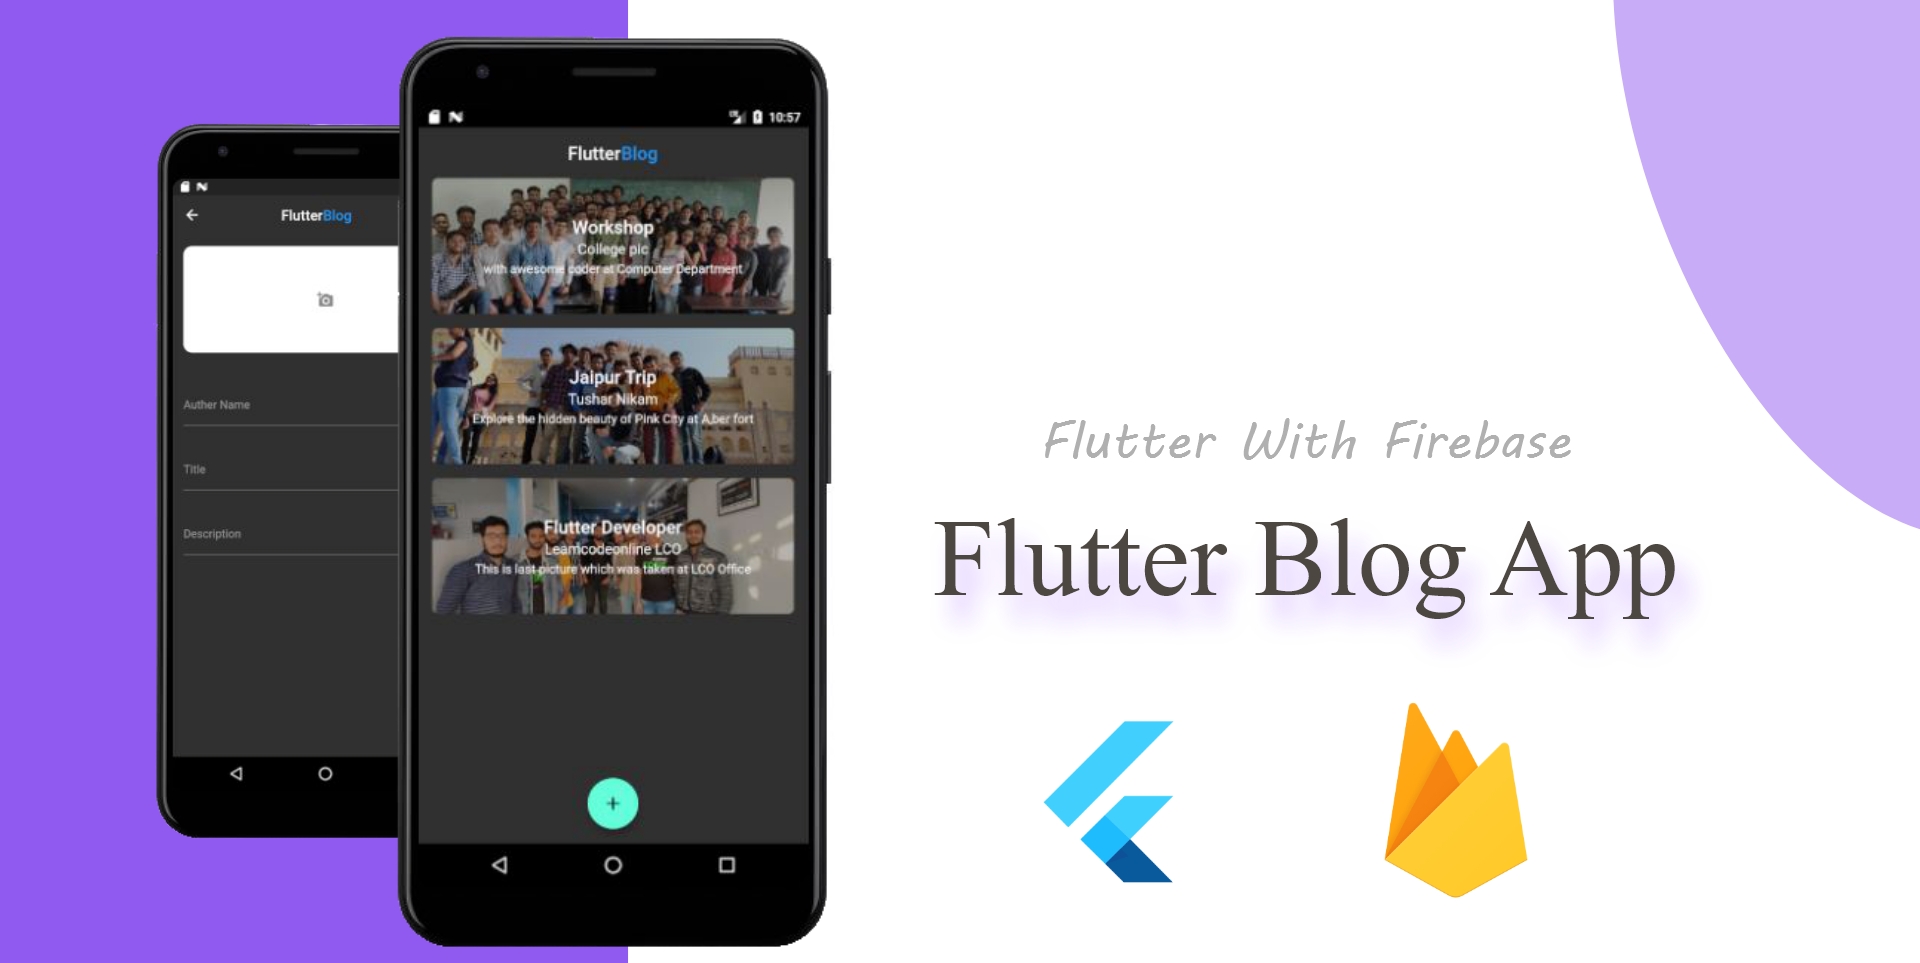 FlutterBlog
Auther Name
Title
Description
10:57
FlutterBlog
Workshop
College pic
with awesome coder at Computer Department
Jaipur Trip
Tushar Nikam
Explore the hidden beauty of Pink City at A,ber fort
Flutter Developer
Learncodeonline LCO
This is last picture which was taken at LCO Office
Flutter With Firebase
Flutter Blog App